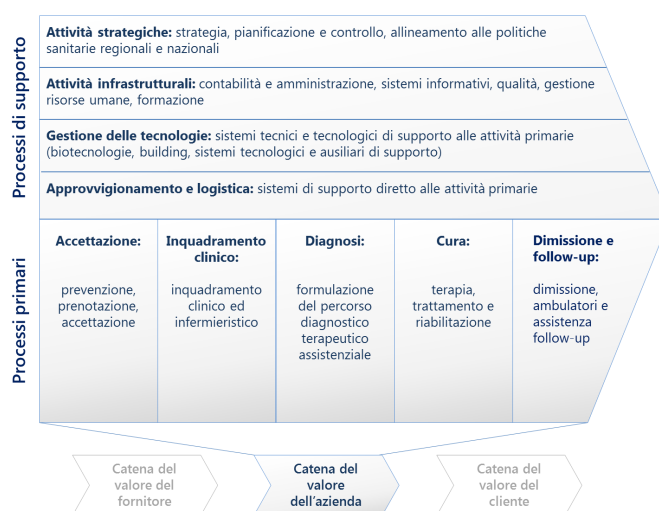 Processi di supporto
Attività strategiche: strategia, pianificazione e controllo, allineamento alle politiche
sanitarie regionali e nazionali
Attività infrastrutturali: contabilità e amministrazione, sistemi informativi, qualità, gestione
risorse umane, formazione
Gestione delle tecnologie: sistemi tecnici e tecnologici di supporto alle attività primarie
(biotecnologie, building, sistemi tecnologici e ausiliari di supporto)
Approvvigionamento e logistica: sistemi di supporto diretto alle attività primarie
Processi primari
Accettazione:
prevenzione,
prenotazione,
accettazione
Inquadramento
clinico:
inquadramento
clinico ed
infermieristico
Diagnosi:
formulazione
del percorso
diagnostico
terapeutico
assistenziale
Cura:
terapia,
trattamento e
riabilitazione
Dimissione e
follow-up:
dimissione,
ambulatori e
assistenza
follow-up
Catena del
valore del
fornitore
Catena del
valore
dell'azienda
Catena del
valore del
cliente